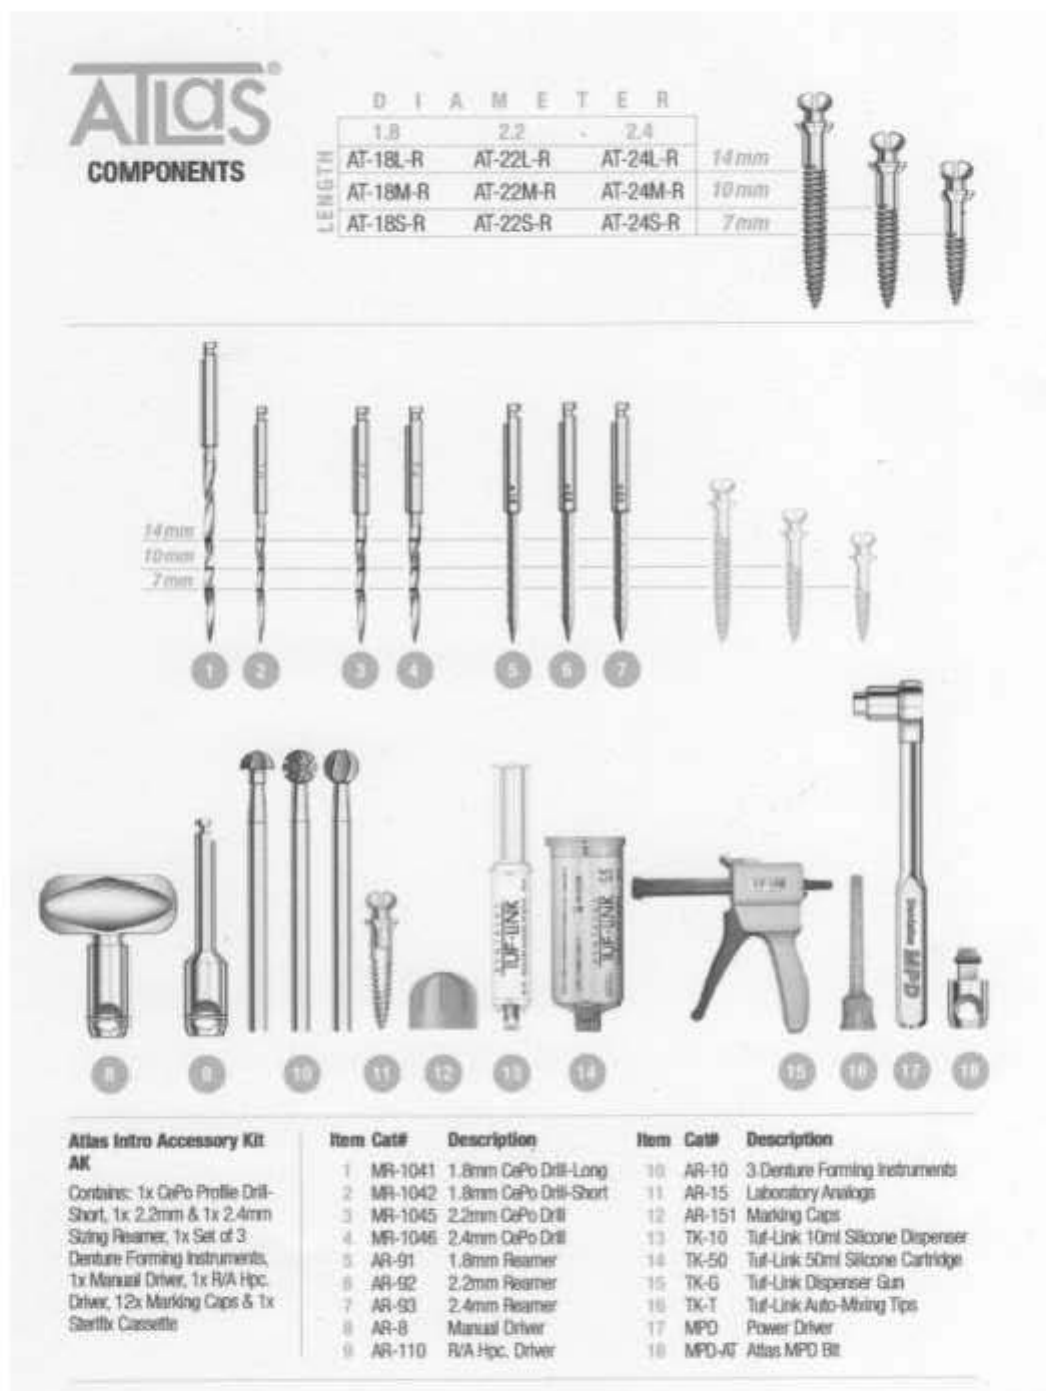 ATLAS®
COMPONENTS
DIAMETER
1.8 2.2 2.4
LENGTH
AT-18L-R AT-22L-R AT-24L-R 14mm
AT-18M-R AT-22M-R AT-24M-R 10mm
AT-18S-R AT-22S-R AT-24S-R 7mm
14mm
10mm
7mm
1 2 3 4 5 6 7
TUF-LINK
TUF-LINK
MPD
8 9 10 11 12 13 14 15 16 17 18
Atlas Intro Accessory Kit
AK
Contains: 1x CePo Profile Drill-
Short, 1x 2.2mm & 1x 2.4mm
Sizing Reamer, 1x Set of 3
Denture Forming Instruments,
1x Manual Driver, 1x R/A Hpc.
Driver, 12x Marking Caps & 1x
Steriflx Cassette
Item Cat# Description
1 MR-1041 1.8mm CePo Drill-Long
2 MR-1042 1.8mm CePo Drill-Short
3 MR-1045 2.2mm CePo Drill
4 MR-1046 2.4mm CePo Drill
5 AR-91 1.8mm Reamer
6 AR-92 2.2mm Reamer
7 AR-93 2.4mm Reamer
8 AR-8 Manual Driver
9 AR-110 R/A Hpc. Driver
Item Cat# Description
10 AR-10 3 Denture Forming Instruments
11 AR-15 Laboratory Analogs
12 AR-151 Marking Caps
13 TK-10 Tuf-Link 10ml Silicone Dispenser
14 TK-50 Tuf-Link 50ml Silicone Cartridge
15 TK-G Tuf-Link Dispenser Gun
16 TK-T Tuf-Link Auto-Mixing Tips
17 MPD Power Driver
18 MPD-AT Atlas MPD Bit